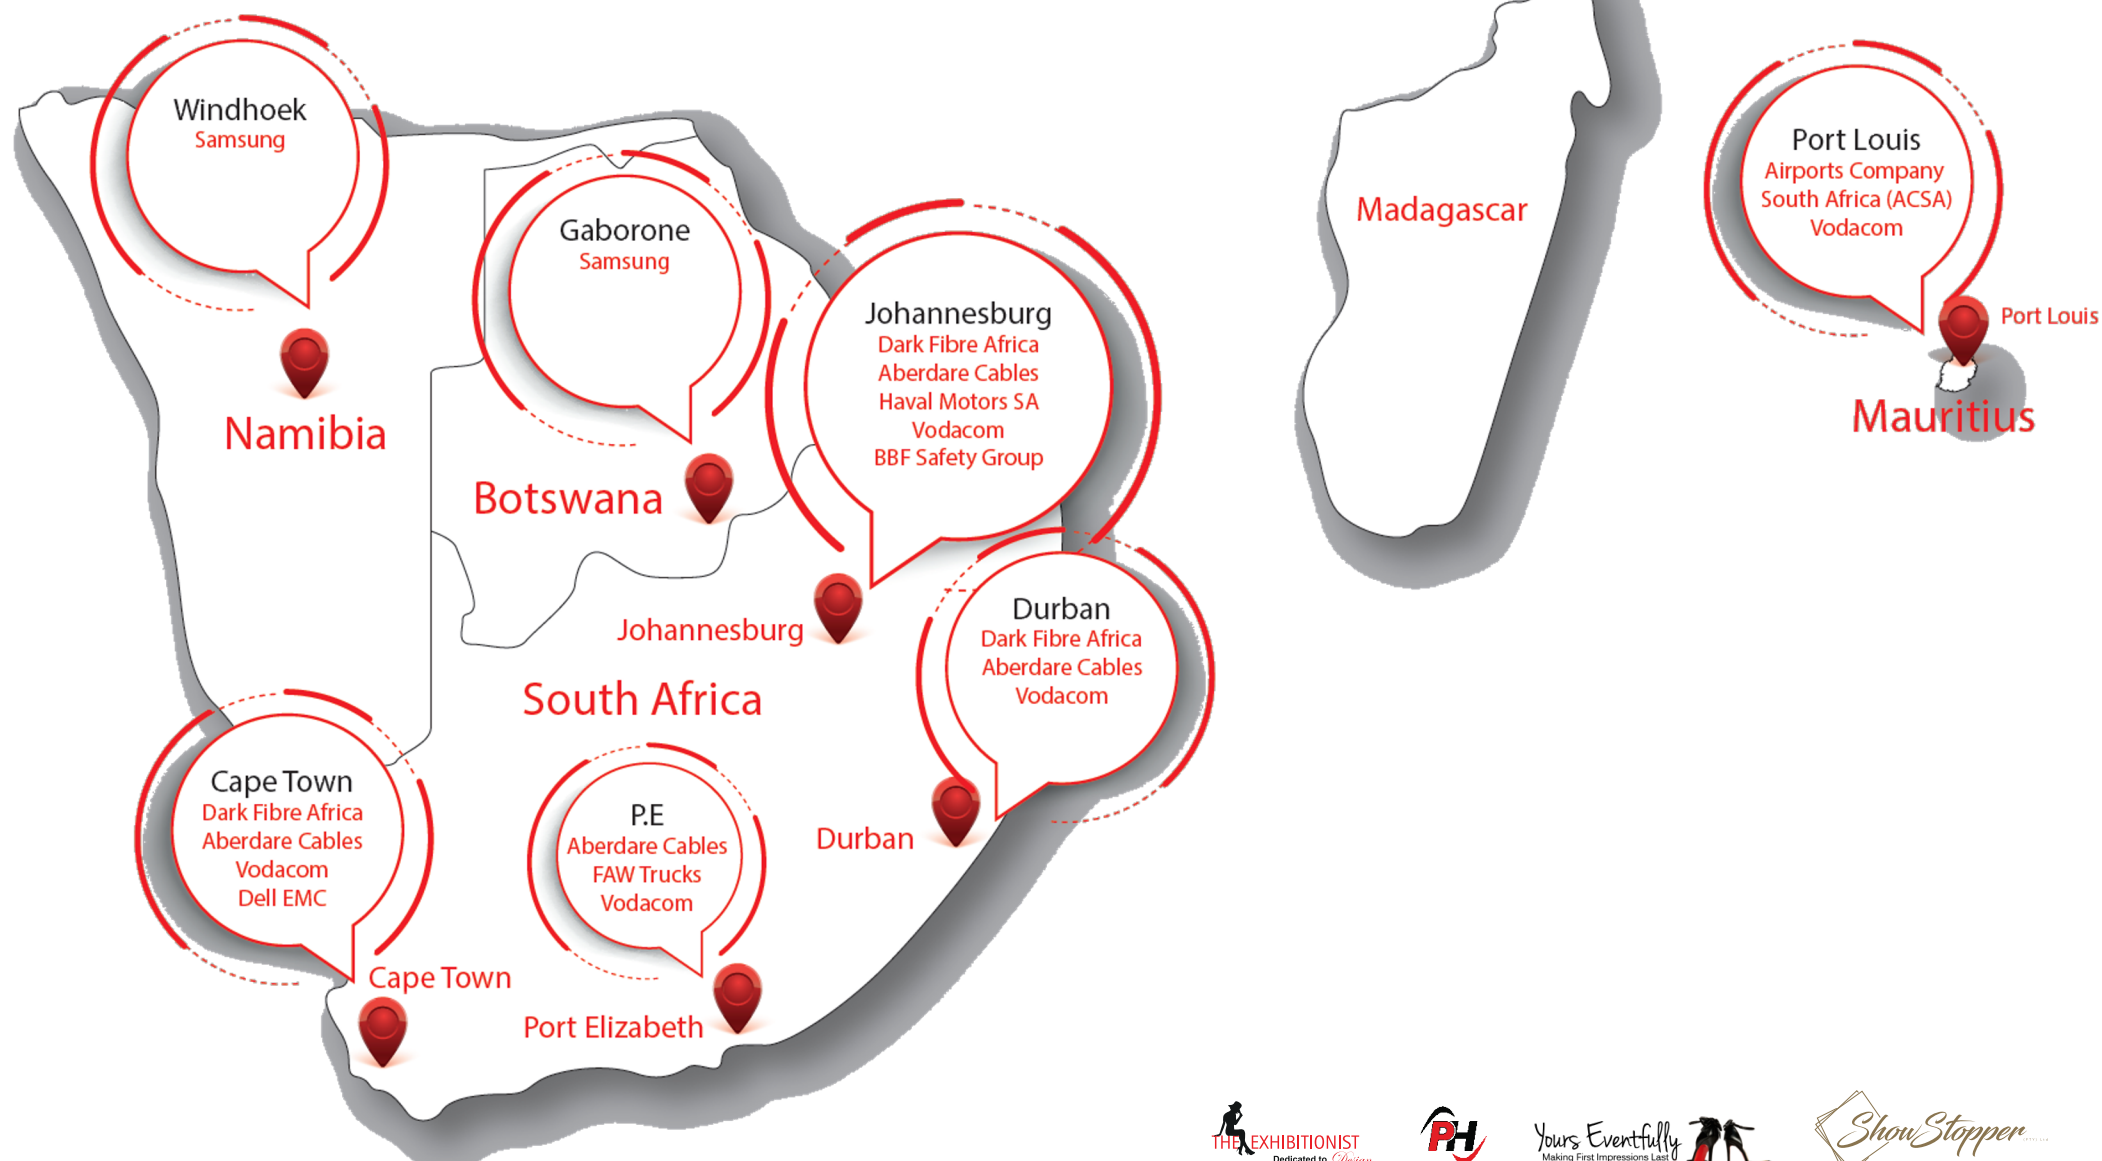 Windhoek
Samsung
Namibia
Gaborone
Samsung
Botswana
Johannesburg
Dark Fibre Africa
Aberdare Cables
Haval Motors SA
Vodacom
BBF Safety Group
Johannesburg
South Africa
Durban
Dark Fibre Africa
Aberdare Cables
Vodacom
Durban
Cape Town
Dark Fibre Africa
Aberdare Cables
Vodacom
Dell EMC
Cape Town
P.E
Aberdare Cables
FAW Trucks
Vodacom
Port Elizabeth
Madagascar
Port Louis
Airports Company
South Africa (ACSA)
Vodacom
Port Louis
Mauritius
THE EXHIBITIONIST
Dedicated to Design
PH
Yours Eventfully
Making First Impressions Last
ShowStopper